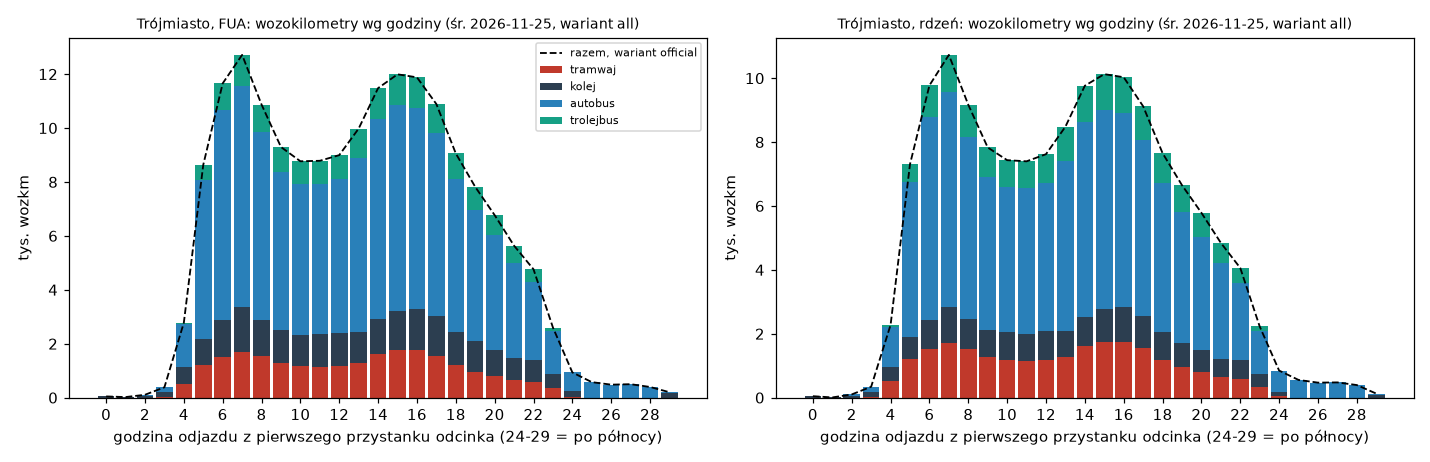 Trójmiasto, FUA: wozokilometry wg godziny (śr. 2026-11-25, wariant all)
tys. wozkm
12
10
8
6
4
2
0
razem, wariant official
tramwaj
kolej
autobus
trolejbus
0 2 4 6 8 10 12 14 16 18 20 22 24 26 28
godzina odjazdu z pierwszego przystanku odcinka (24-29 = po północy)
Trójmiasto, rdzeń: wozokilometry wg godziny (śr. 2026-11-25, wariant all)
tys. wozkm
10
8
6
4
2
0
0 2 4 6 8 10 12 14 16 18 20 22 24 26 28
godzina odjazdu z pierwszego przystanku odcinka (24-29 = po północy)